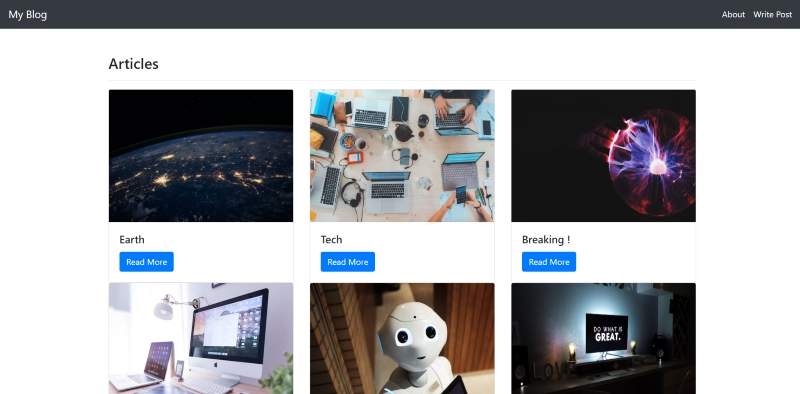 My Blog
About
Write Post
Articles
Earth
Read More
Tech
Read More
Breaking !
Read More
DO WHAT IS
GREAT.
LOVE